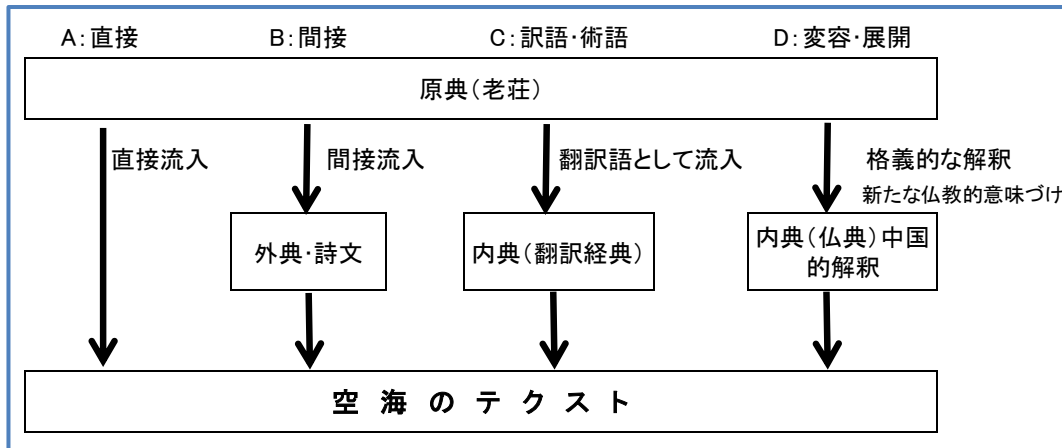 A：直接
B：間接
C：訳語・術語
D：変容・展開
原典（老荘）
直接流入
間接流入
翻訳語として流入
格義的な解釈
新たな仏教的意味づけ
外典・詩文
内典（翻訳経典）
内典（仏典）中国
的解釈
空海のテクスト